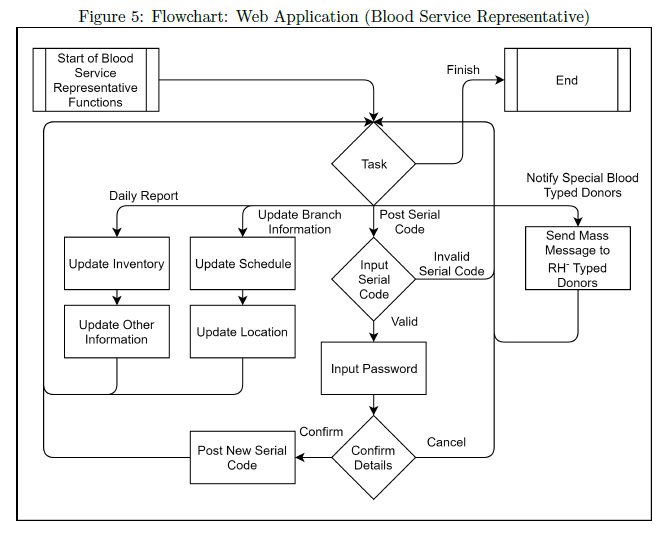 Figure 5: Flowchart: Web Application (Blood Service Representative)
Start of Blood
Service
Representative
Functions
Finish
End
Task
Notify Special Blood
Typed Donors
Daily Report
Update Branch
Information
Post Serial
Code
Update Inventory
Update Schedule
Input
Serial
Code
Invalid
Serial Code
Send Mass
Message to
RH⁻ Typed
Donors
Update Other
Information
Update Location
Valid
Input Password
Confirm
Cancel
Post New Serial
Code
Confirm
Details